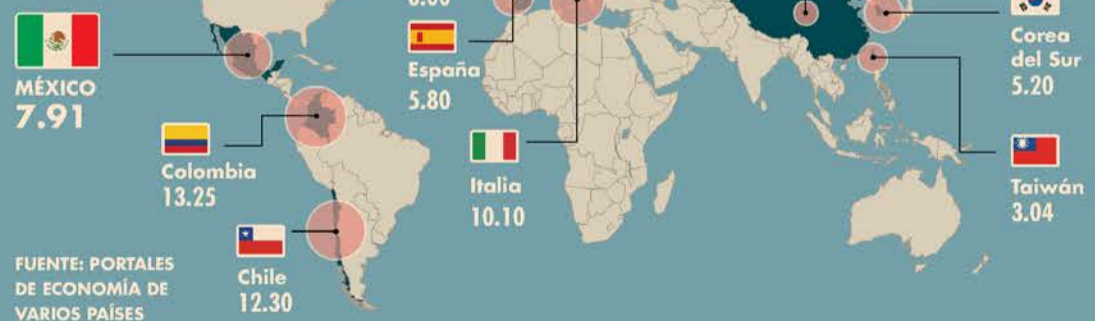 MÉXICO
7.91
Colombia
13.25
Chile
12.30
FUENTE: PORTALES
DE ECONOMÍA DE
VARIOS PAÍSES
España
5.80
Italia
10.10
Corea
del Sur
5.20
Taiwán
3.04